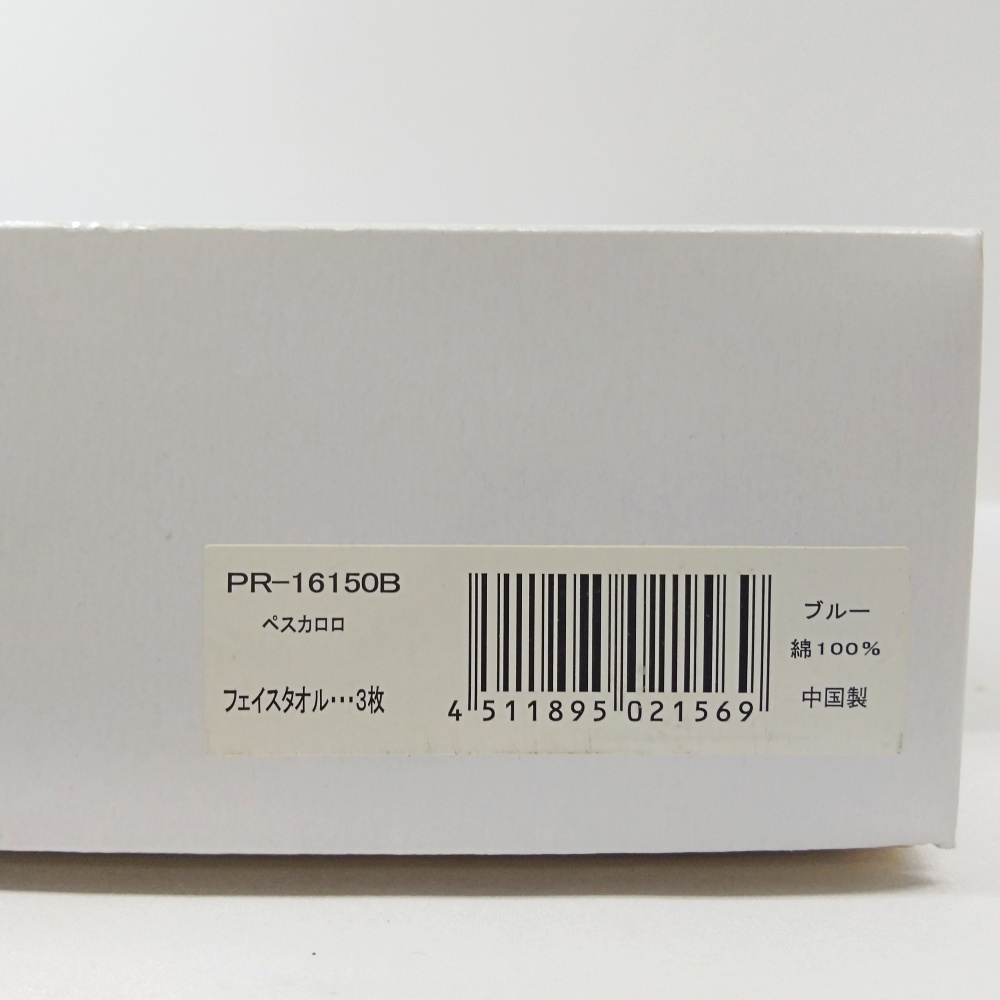 PR-16150B
ペスカロロ
フェイスタオル･･･3枚
4 511895 021569
ブルー
綿100%
中国製